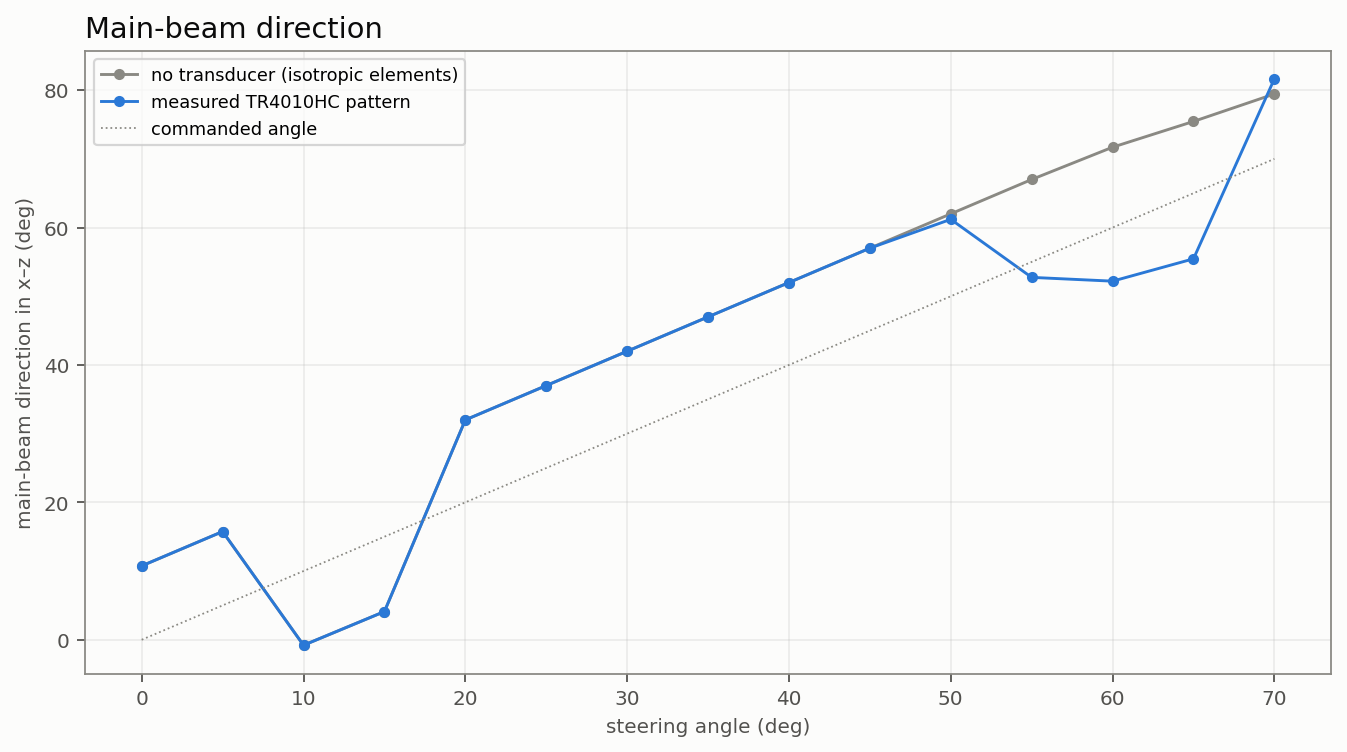 Main-beam direction
no transducer (isotropic elements)
measured TR4010HC pattern
commanded angle
main-beam direction in x–z (deg)
80
60
40
20
0
0 10 20 30 40 50 60 70
steering angle (deg)